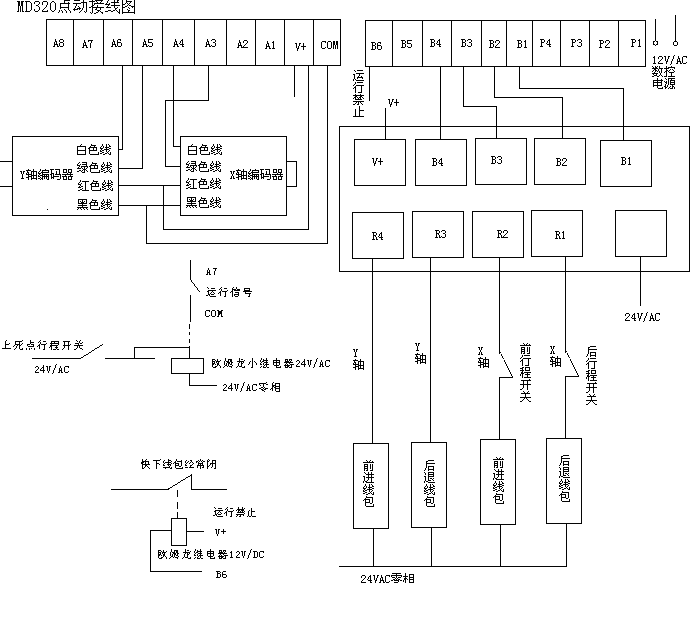 MD320点动接线图
A8 A7 A6 A5 A4 A3 A2 A1 V+ COM
B6 B5 B4 B3 B2 B1 P4 P3 P2 P1
12V/AC
数控
电源
运行禁止
V+
Y轴编码器
白色线
绿色线
红色线
黑色线
白色线
绿色线
红色线
黑色线
X轴编码器
V+ B4 B3 B2 B1
R4 R3 R2 R1
24V/AC
A7
运行信号
COM
上死点行程开关
24V/AC
欧姆龙小继电器24V/AC
24V/AC零相
Y轴
Y轴
X轴
前行程开关
X轴
后行程开关
快下线包经常闭
运行禁止
V+
欧姆龙继电器12V/DC
B6
前进线包
后退线包
前进线包
后退线包
24VAC零相